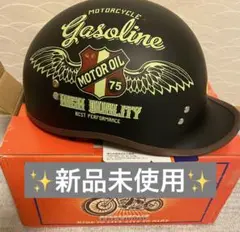 MOTORCYCLE
Gasoline
MOTOR OIL
75
HIGH QUALITY
BEST PERFORMANCE
✨新品未使用✨